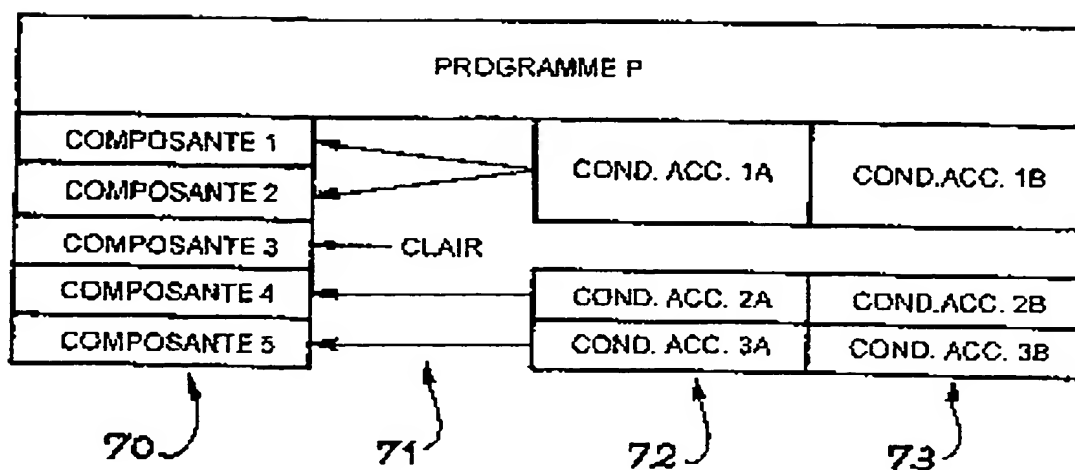 PROGRAMME P
COMPOSANTE 1
COMPOSANTE 2
COND. ACC. 1A
COND.ACC. 1B
COMPOSANTE 3
CLAIR
COMPOSANTE 4
COND. ACC. 2A
COND.ACC. 2B
COMPOSANTE 5
COND. ACC. 3A
COND. ACC. 3B
70
71
72
73